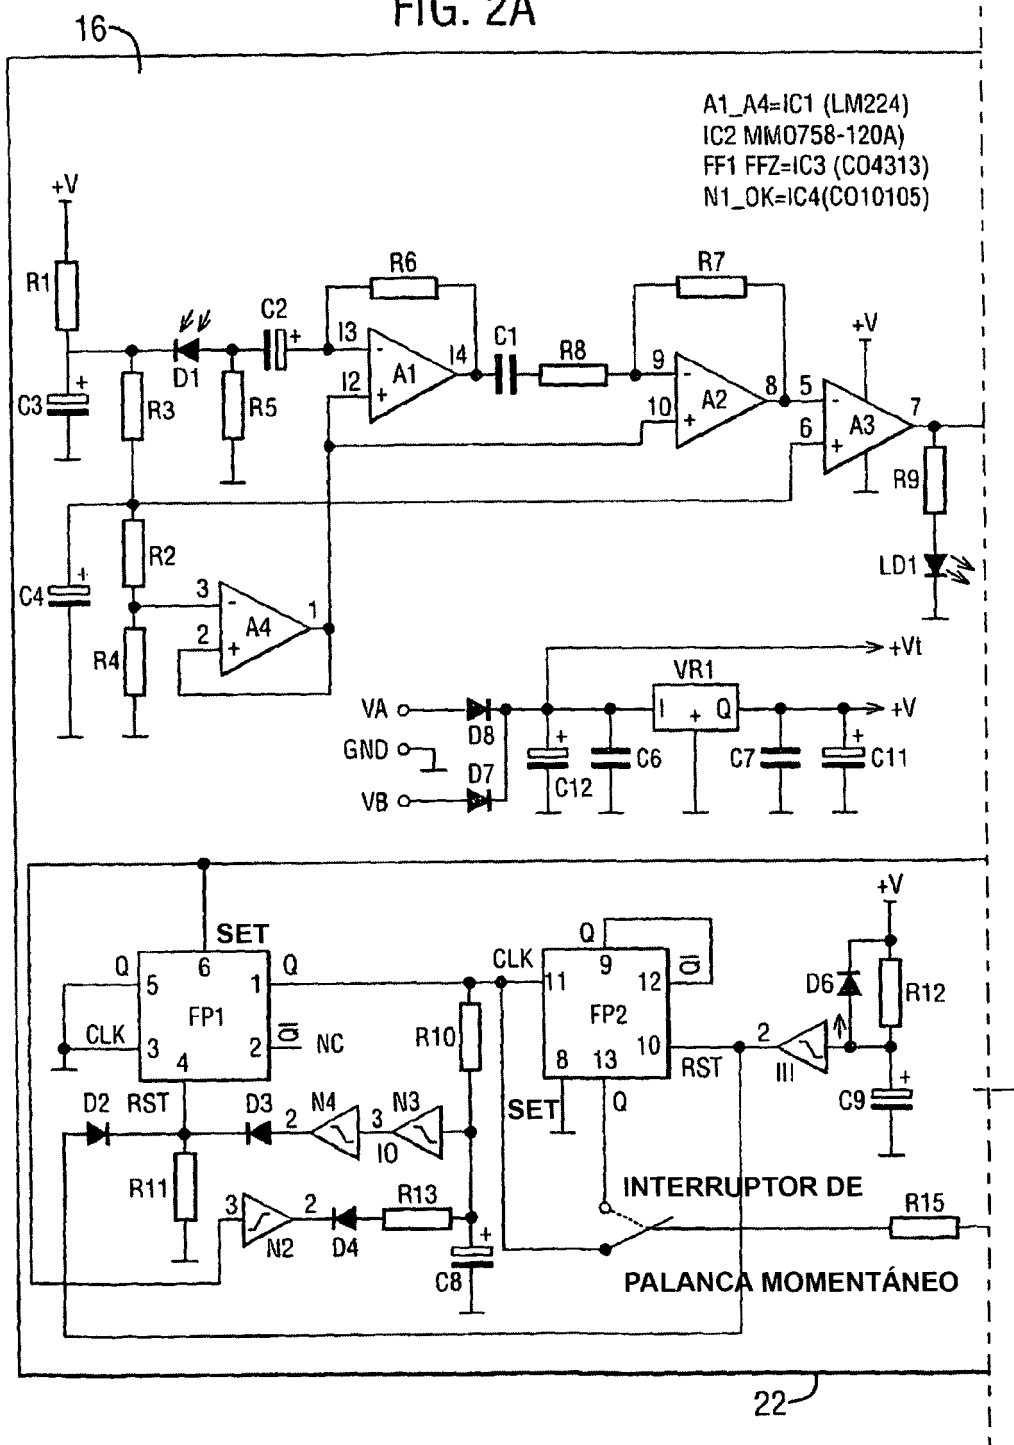 FIG. 2A
16
A1_A4=IC1 (LM224)
IC2 MM0758-120A)
FF1 FFZ=IC3 (C04313)
N1_OK=IC4(CO10105)
+V
R1
C3
+
R3
D1
R5
C2
+
R6
I3
I2
-
+
A1
I4
C1
R8
R7
9
10
-
+
A2
8
5
6
-
+
A3
+V
7
R9
LD1
C4
+
R2
R4
3
2
-
+
A4
1
VA
GND
VB
D8
D7
+
C12
C6
VR1
I
+
Q
C7
+
C11
+Vt
+V
SET
Q
5
6
1
Q
FP1
CLK
3
4
2
Q
NC
RST
D2
D3
2
N4
3
IO
N3
R10
R11
3
N2
2
D4
R13
+
C8
CLK
11
Q
9
12
Q
FP2
8
13
10
SET
Q
RST
2
III
D6
+V
R12
+
C9
INTERRUPTOR DE
R15
PALANCA MOMENTÁNEO
22